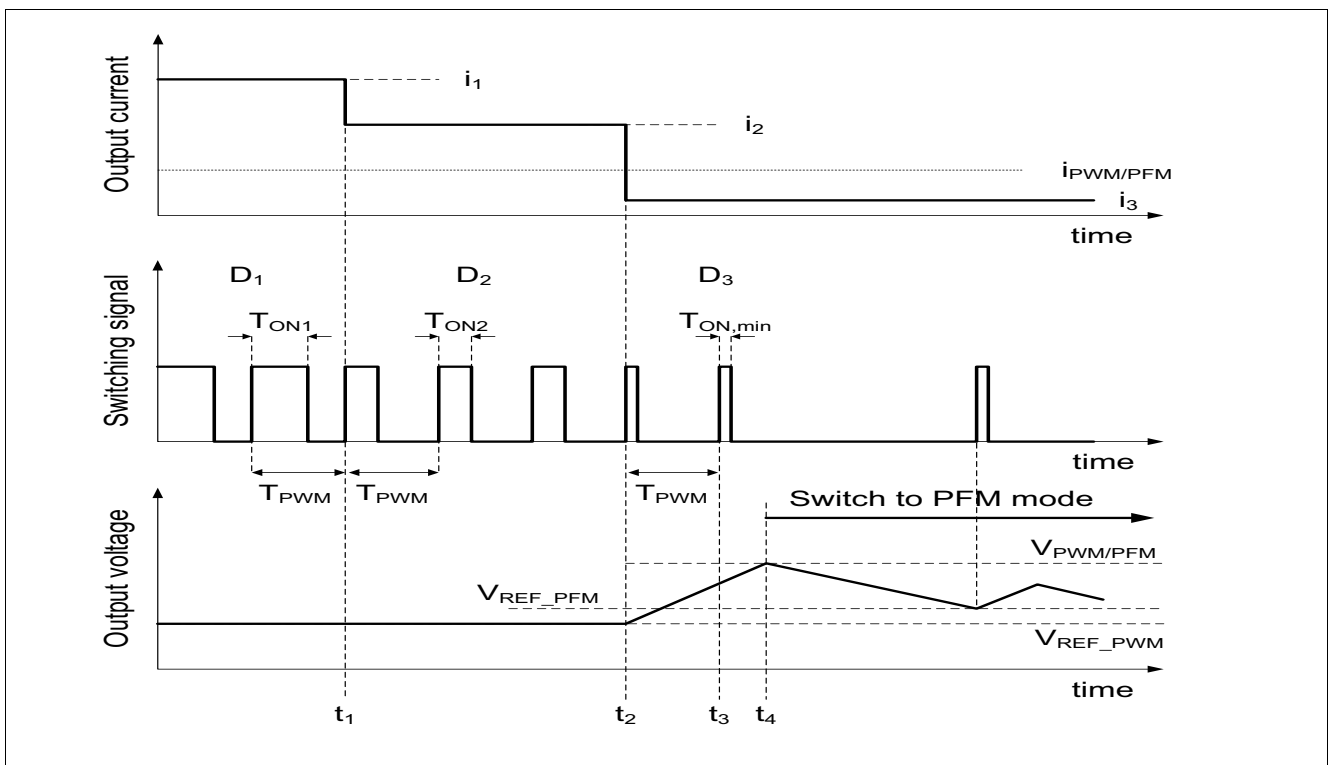 Output current
i₁
i₂
iPWM/PFM
i₃
time
Switching signal
D₁
D₂
D₃
TON1
TON2
TON,min
time
TPWM
TPWM
TPWM
Output voltage
Switch to PFM mode
VPWM/PFM
VREF_PFM
VREF_PWM
time
t₁
t₂
t₃
t₄